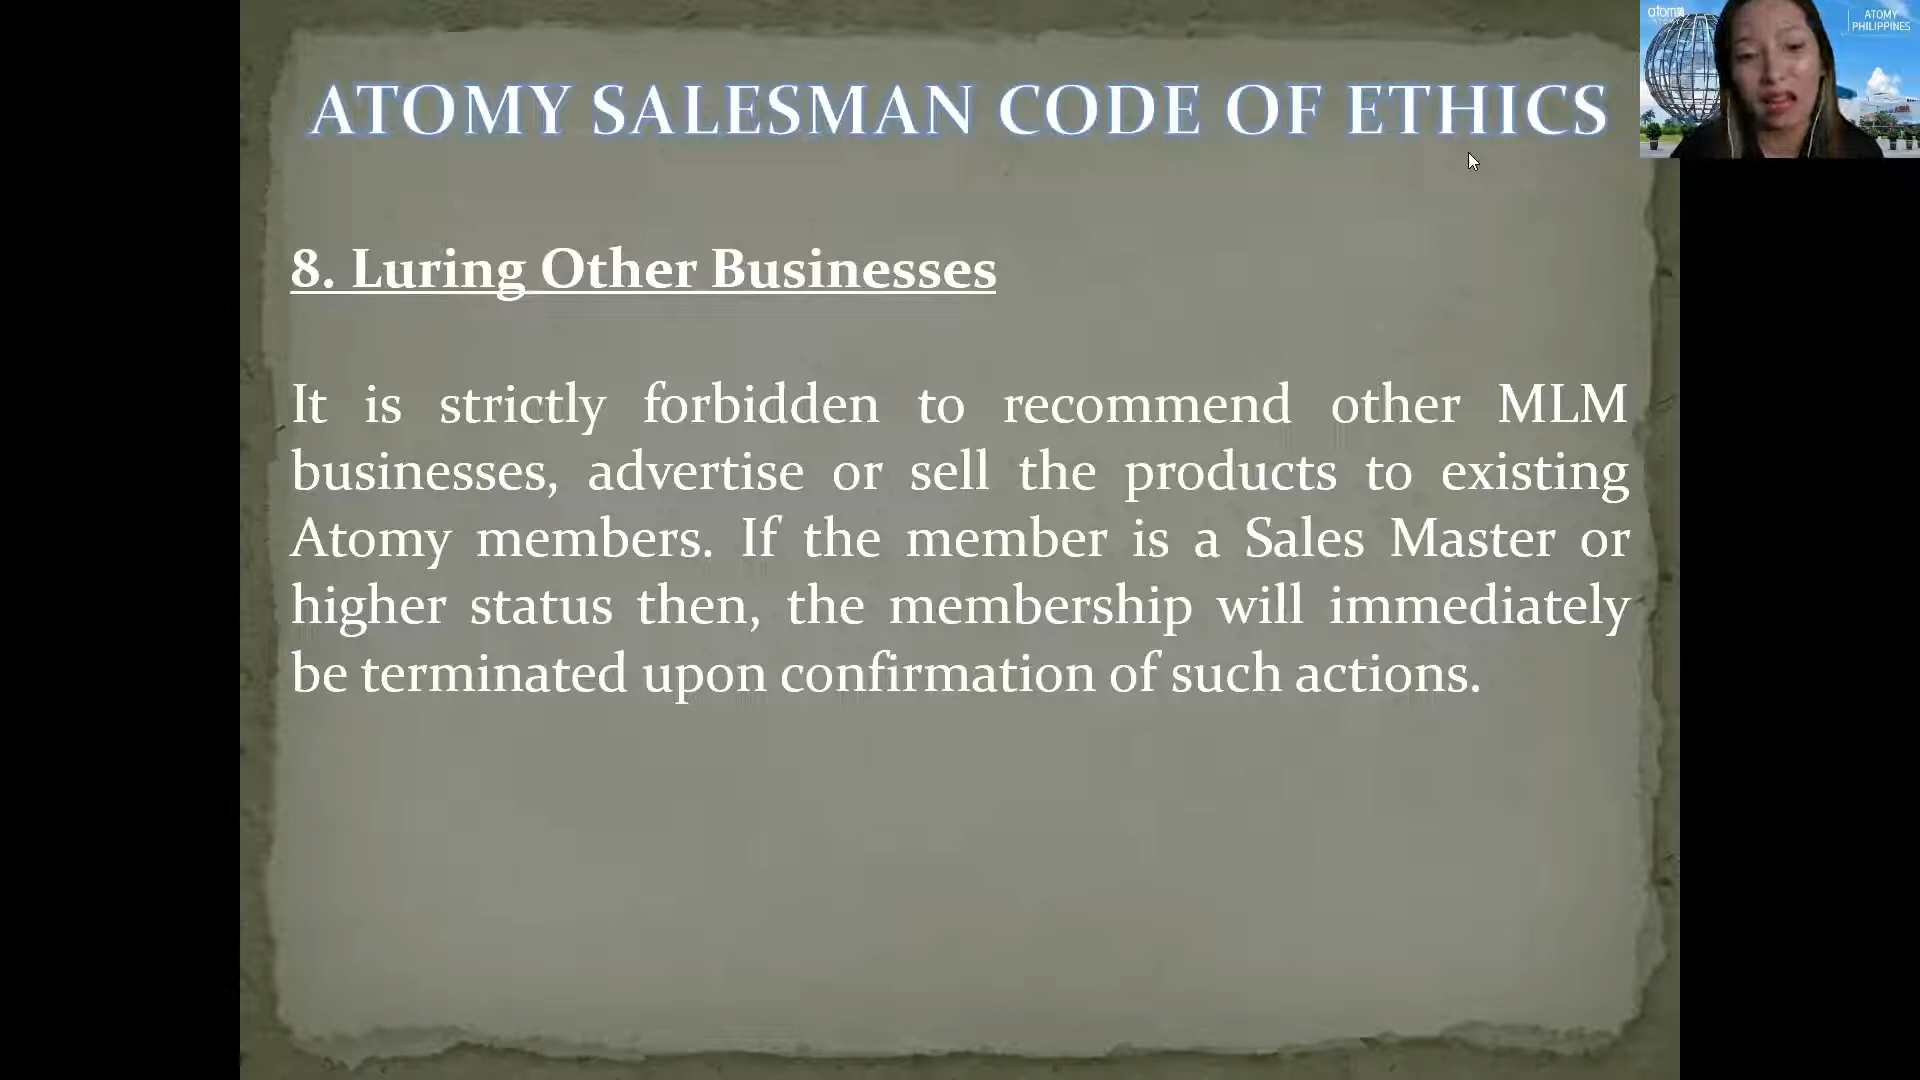 ATOMY SALESMAN CODE OF ETHICS
8. Luring Other Businesses
It is strictly forbidden to recommend other MLM
businesses, advertise or sell the products to existing
Atomy members. If the member is a Sales Master or
higher status then, the membership will immediately
be terminated upon confirmation of such actions.
ATOMY
PHILIPPINES